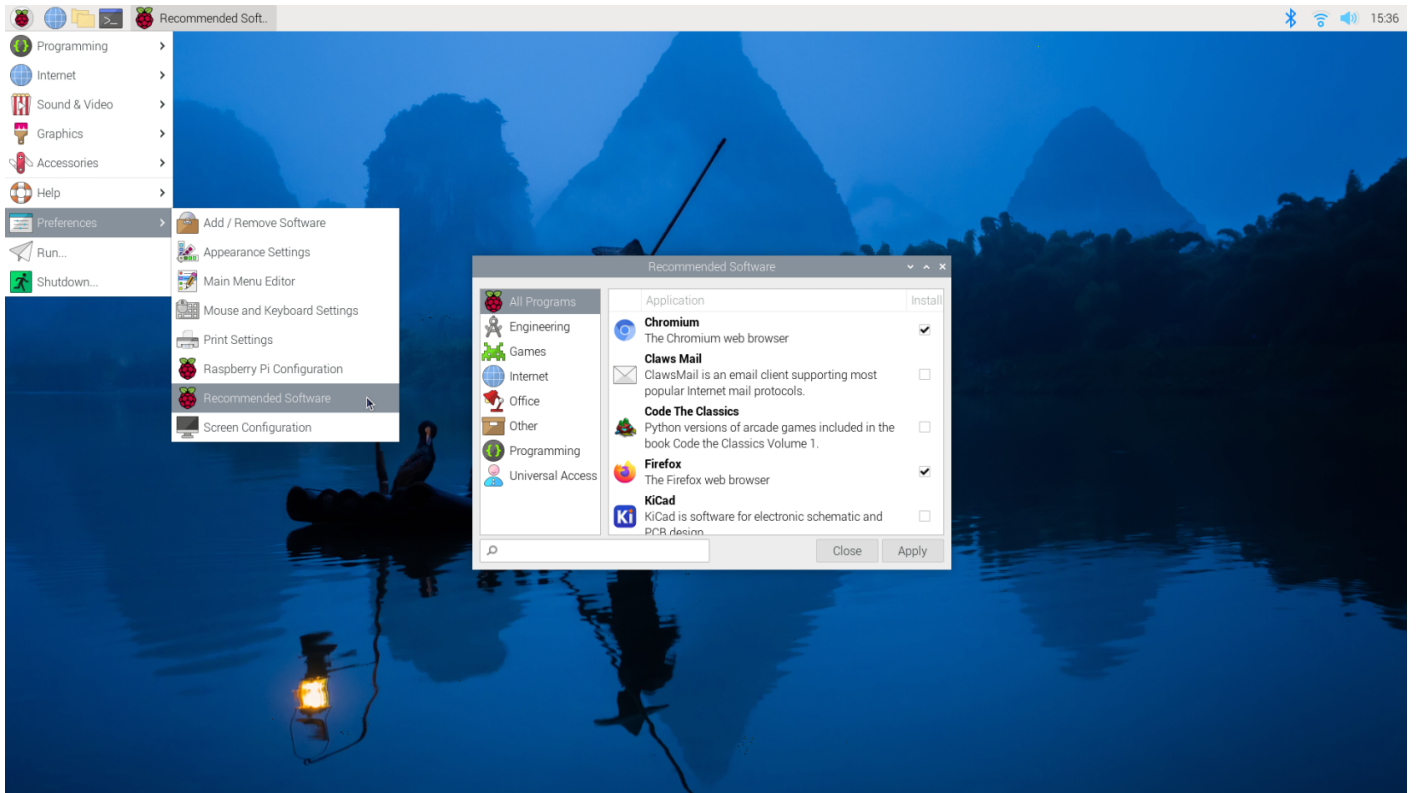 Recommended Soft..
15:36
Programming
Internet
Sound & Video
Graphics
Accessories
Help
Preferences
Run...
Shutdown...
Add / Remove Software
Appearance Settings
Main Menu Editor
Mouse and Keyboard Settings
Print Settings
Raspberry Pi Configuration
Recommended Software
Screen Configuration
Recommended Software
All Programs
Engineering
Games
Internet
Office
Other
Programming
Universal Access
Application Install
Chromium
The Chromium web browser
Claws Mail
ClawsMail is an email client supporting most
popular Internet mail protocols.
Code The Classics
Python versions of arcade games included in the
book Code the Classics Volume 1.
Firefox
The Firefox web browser
Ki
KiCad
KiCad is software for electronic schematic and
PCB design
Close Apply